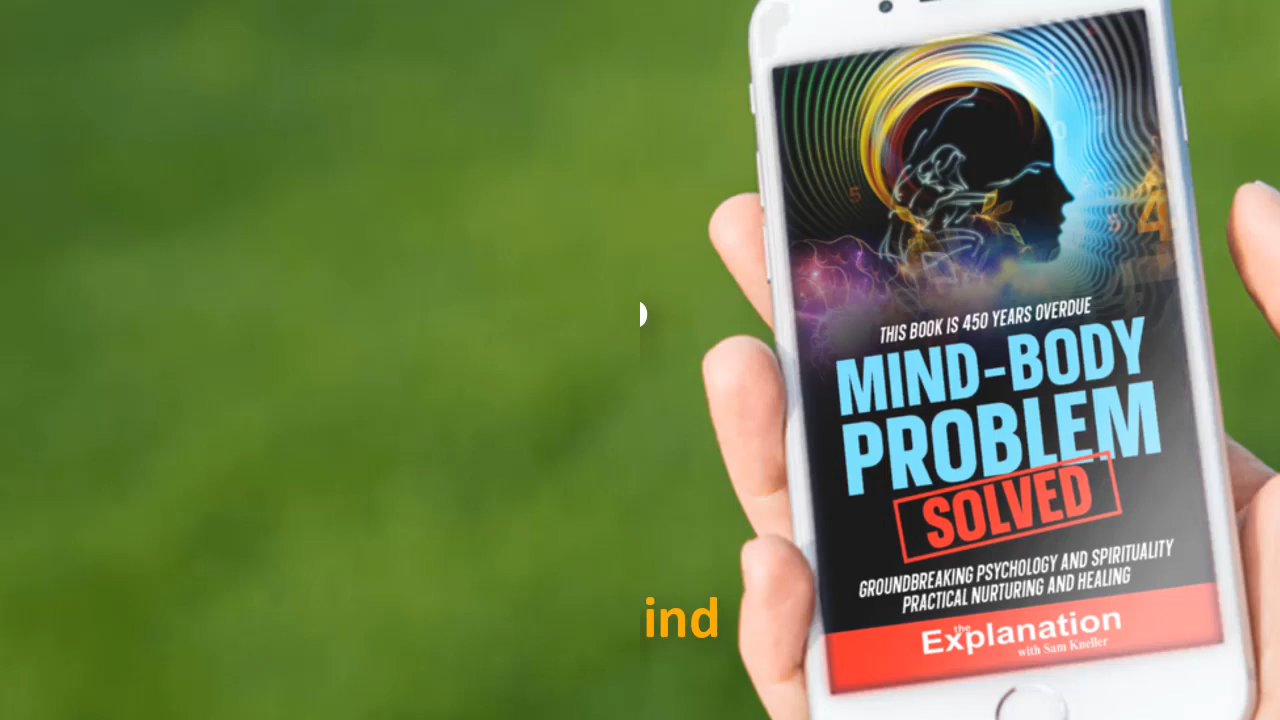 THIS BOOK IS 450 YEARS OVERDUE
MIND-BODY
PROBLEM
SOLVED
GROUNDBREAKING PSYCHOLOGY AND SPIRITUALITY
PRACTICAL NURTURING AND HEALING
the Explanation
with Sam Kneller
ind